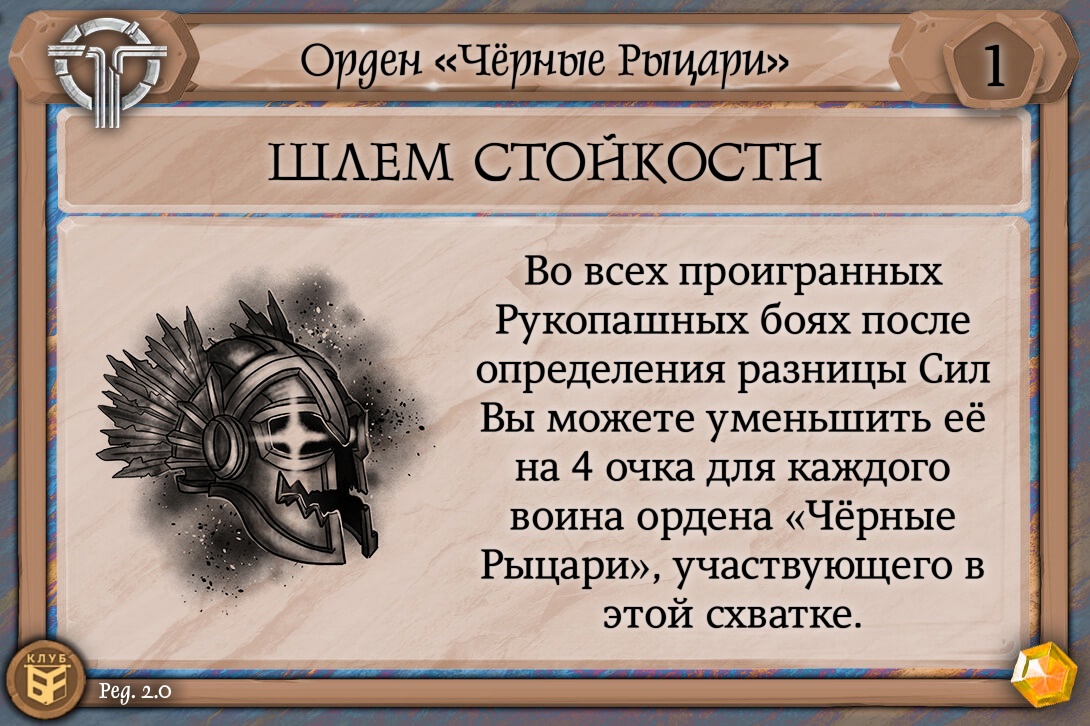 Орден «Чёрные Рыцари»
1
ШЛЕМ СТОЙКОСТИ
Во всех проигранных
Рукопашных боях после
определения разницы Сил
Вы можете уменьшить её
на 4 очка для каждого
воина ордена «Чёрные
Рыцари», участвующего в
этой схватке.
КЛУБ
Ред. 2.0